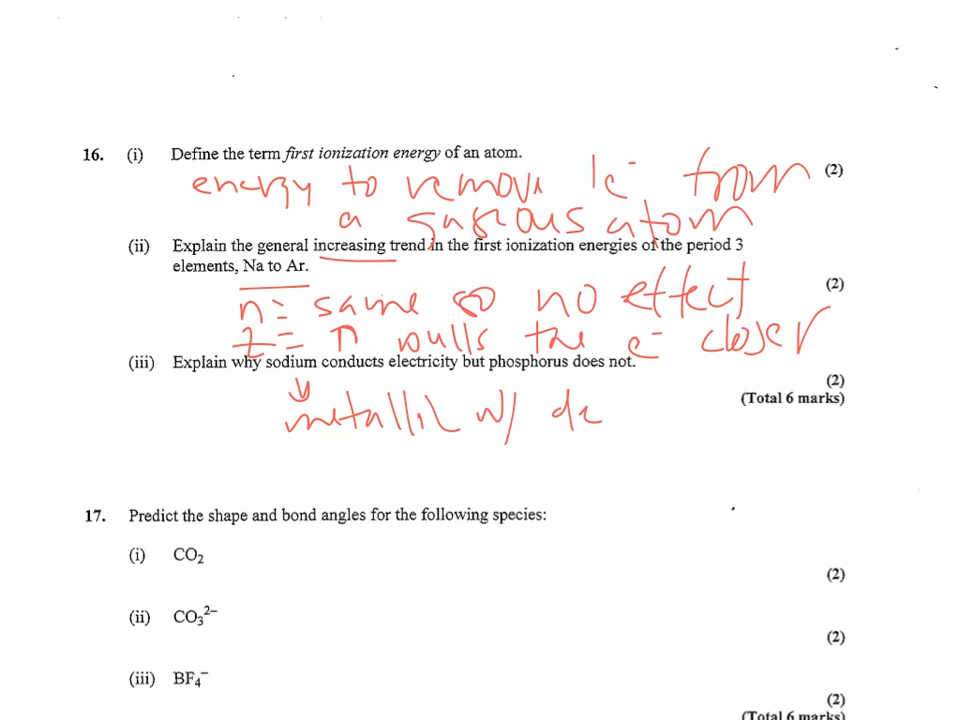 16. (i) Define the term first ionization energy of an atom.
energy to remove 1e⁻ from (2)
a gaseous atom
(ii) Explain the general increasing trend in the first ionization energies of the period 3
elements, Na to Ar.
(2)
n = same so no effect
Z = ↑ pulls the e⁻ closer
(iii) Explain why sodium conducts electricity but phosphorus does not.
(2)
↓
metallic w/ de
(Total 6 marks)
17. Predict the shape and bond angles for the following species:
(i) CO₂
(2)
(ii) CO₃²⁻
(2)
(iii) BF₄⁻
(2)
(Total 6 marks)